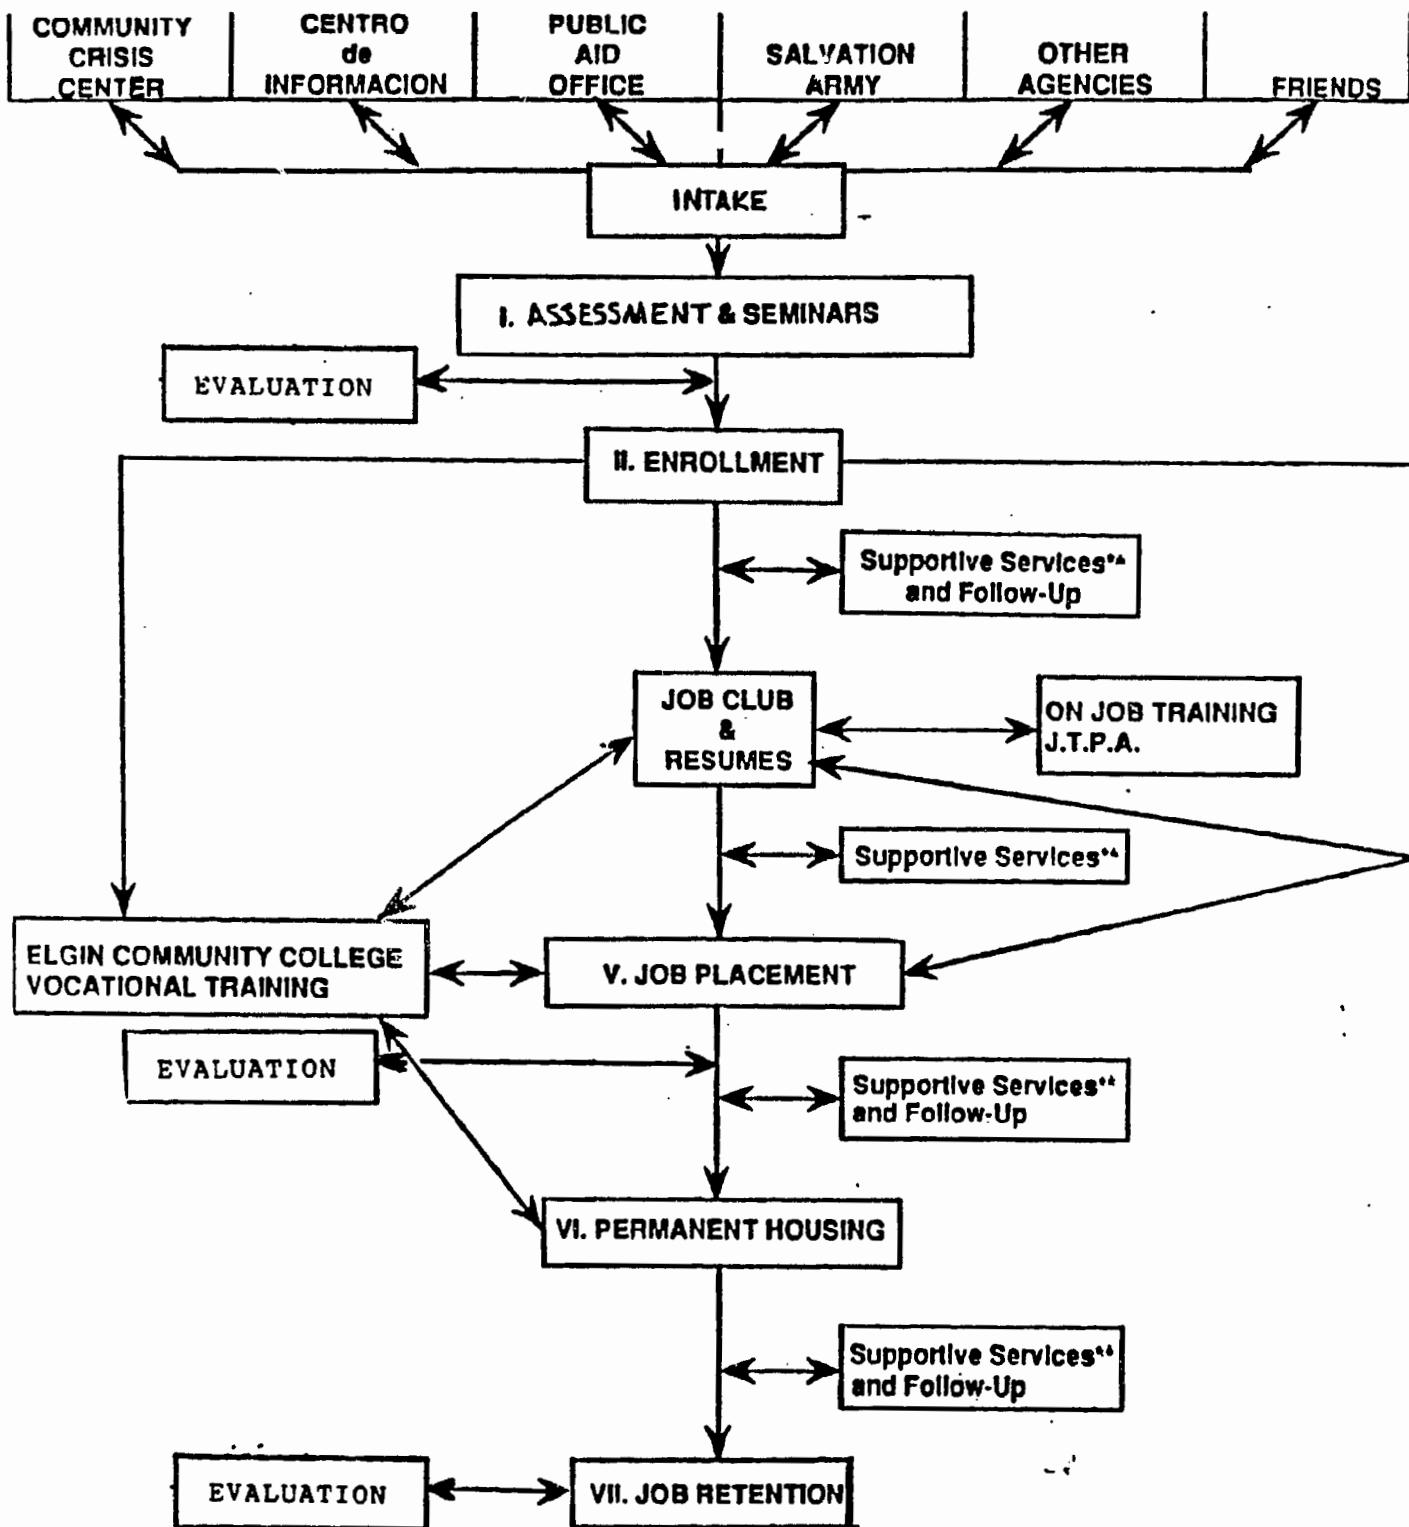 COMMUNITY
CRISIS
CENTER
CENTRO
de
INFORMACION
PUBLIC
AID
OFFICE
SALVATION
ARMY
OTHER
AGENCIES
FRIENDS
INTAKE
I. ASSESSMENT & SEMINARS
EVALUATION
II. ENROLLMENT
Supportive Services**
and Follow-Up
JOB CLUB
&
RESUMES
ON JOB TRAINING
J.T.P.A.
Supportive Services**
ELGIN COMMUNITY COLLEGE
VOCATIONAL TRAINING
V. JOB PLACEMENT
EVALUATION
Supportive Services**
and Follow-Up
VI. PERMANENT HOUSING
Supportive Services**
and Follow-Up
EVALUATION
VII. JOB RETENTION